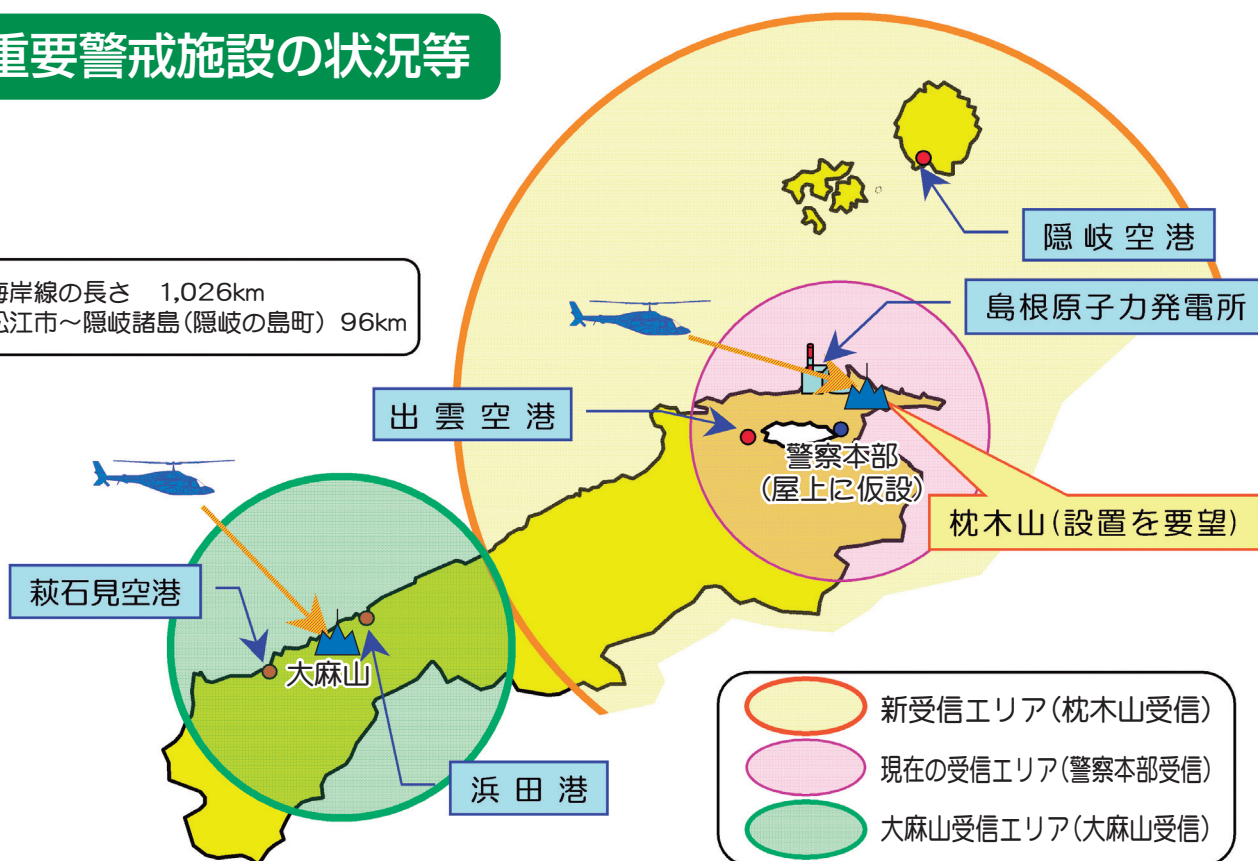 重要警戒施設の状況等
海岸線の長さ 1,026km
松江市～隠岐諸島(隠岐の島町) 96km
隠岐空港
島根原子力発電所
出雲空港
警察本部
(屋上に仮設)
枕木山(設置を要望)
萩石見空港
大麻山
浜田港
新受信エリア(枕木山受信)
現在の受信エリア(警察本部受信)
大麻山受信エリア(大麻山受信)